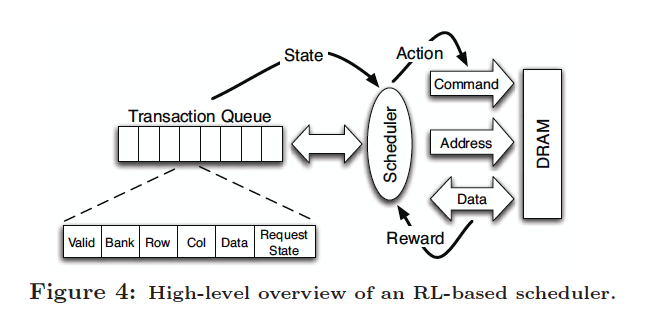 State
Action
Transaction Queue
Scheduler
Command
Address
Data
DRAM
Reward
Valid
Bank
Row
Col
Data
Request
State
Figure 4: High-level overview of an RL-based scheduler.